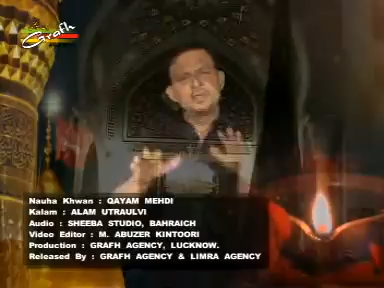 Grafh
Nauha Khwan : QAYAM MEHDI
Kalam : ALAM UTRAULVI
Audio : SHEEBA STUDIO, BAHRAICH
Video Editor : M. ABUZER KINTOORI
Production : GRAFH AGENCY, LUCKNOW.
Released By : GRAFH AGENCY & LIMRA AGENCY